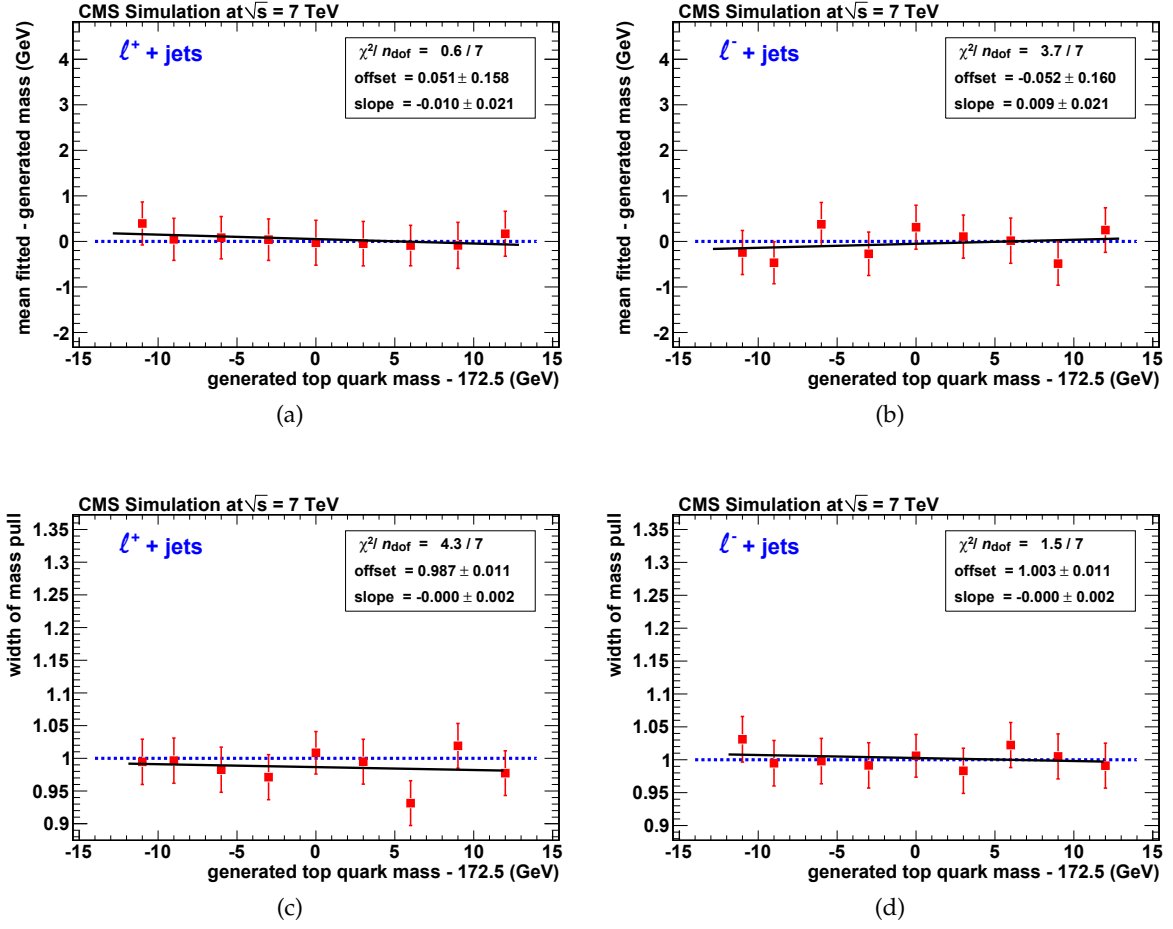 CMS Simulation at √s = 7 TeV
ℓ+ + jets
χ²/ ndof = 0.6 / 7
offset = 0.051 ± 0.158
slope = -0.010 ± 0.021
mean fitted - generated mass (GeV)
4
3
2
1
0
-1
-2
-15 -10 -5 0 5 10 15
generated top quark mass - 172.5 (GeV)
(a)
CMS Simulation at √s = 7 TeV
ℓ- + jets
χ²/ ndof = 3.7 / 7
offset = -0.052 ± 0.160
slope = 0.009 ± 0.021
mean fitted - generated mass (GeV)
4
3
2
1
0
-1
-2
-15 -10 -5 0 5 10 15
generated top quark mass - 172.5 (GeV)
(b)
CMS Simulation at √s = 7 TeV
ℓ+ + jets
χ²/ ndof = 4.3 / 7
offset = 0.987 ± 0.011
slope = -0.000 ± 0.002
width of mass pull
1.35
1.3
1.25
1.2
1.15
1.1
1.05
1
0.95
0.9
-15 -10 -5 0 5 10 15
generated top quark mass - 172.5 (GeV)
(c)
CMS Simulation at √s = 7 TeV
ℓ- + jets
χ²/ ndof = 1.5 / 7
offset = 1.003 ± 0.011
slope = -0.000 ± 0.002
width of mass pull
1.35
1.3
1.25
1.2
1.15
1.1
1.05
1
0.95
0.9
-15 -10 -5 0 5 10 15
generated top quark mass - 172.5 (GeV)
(d)